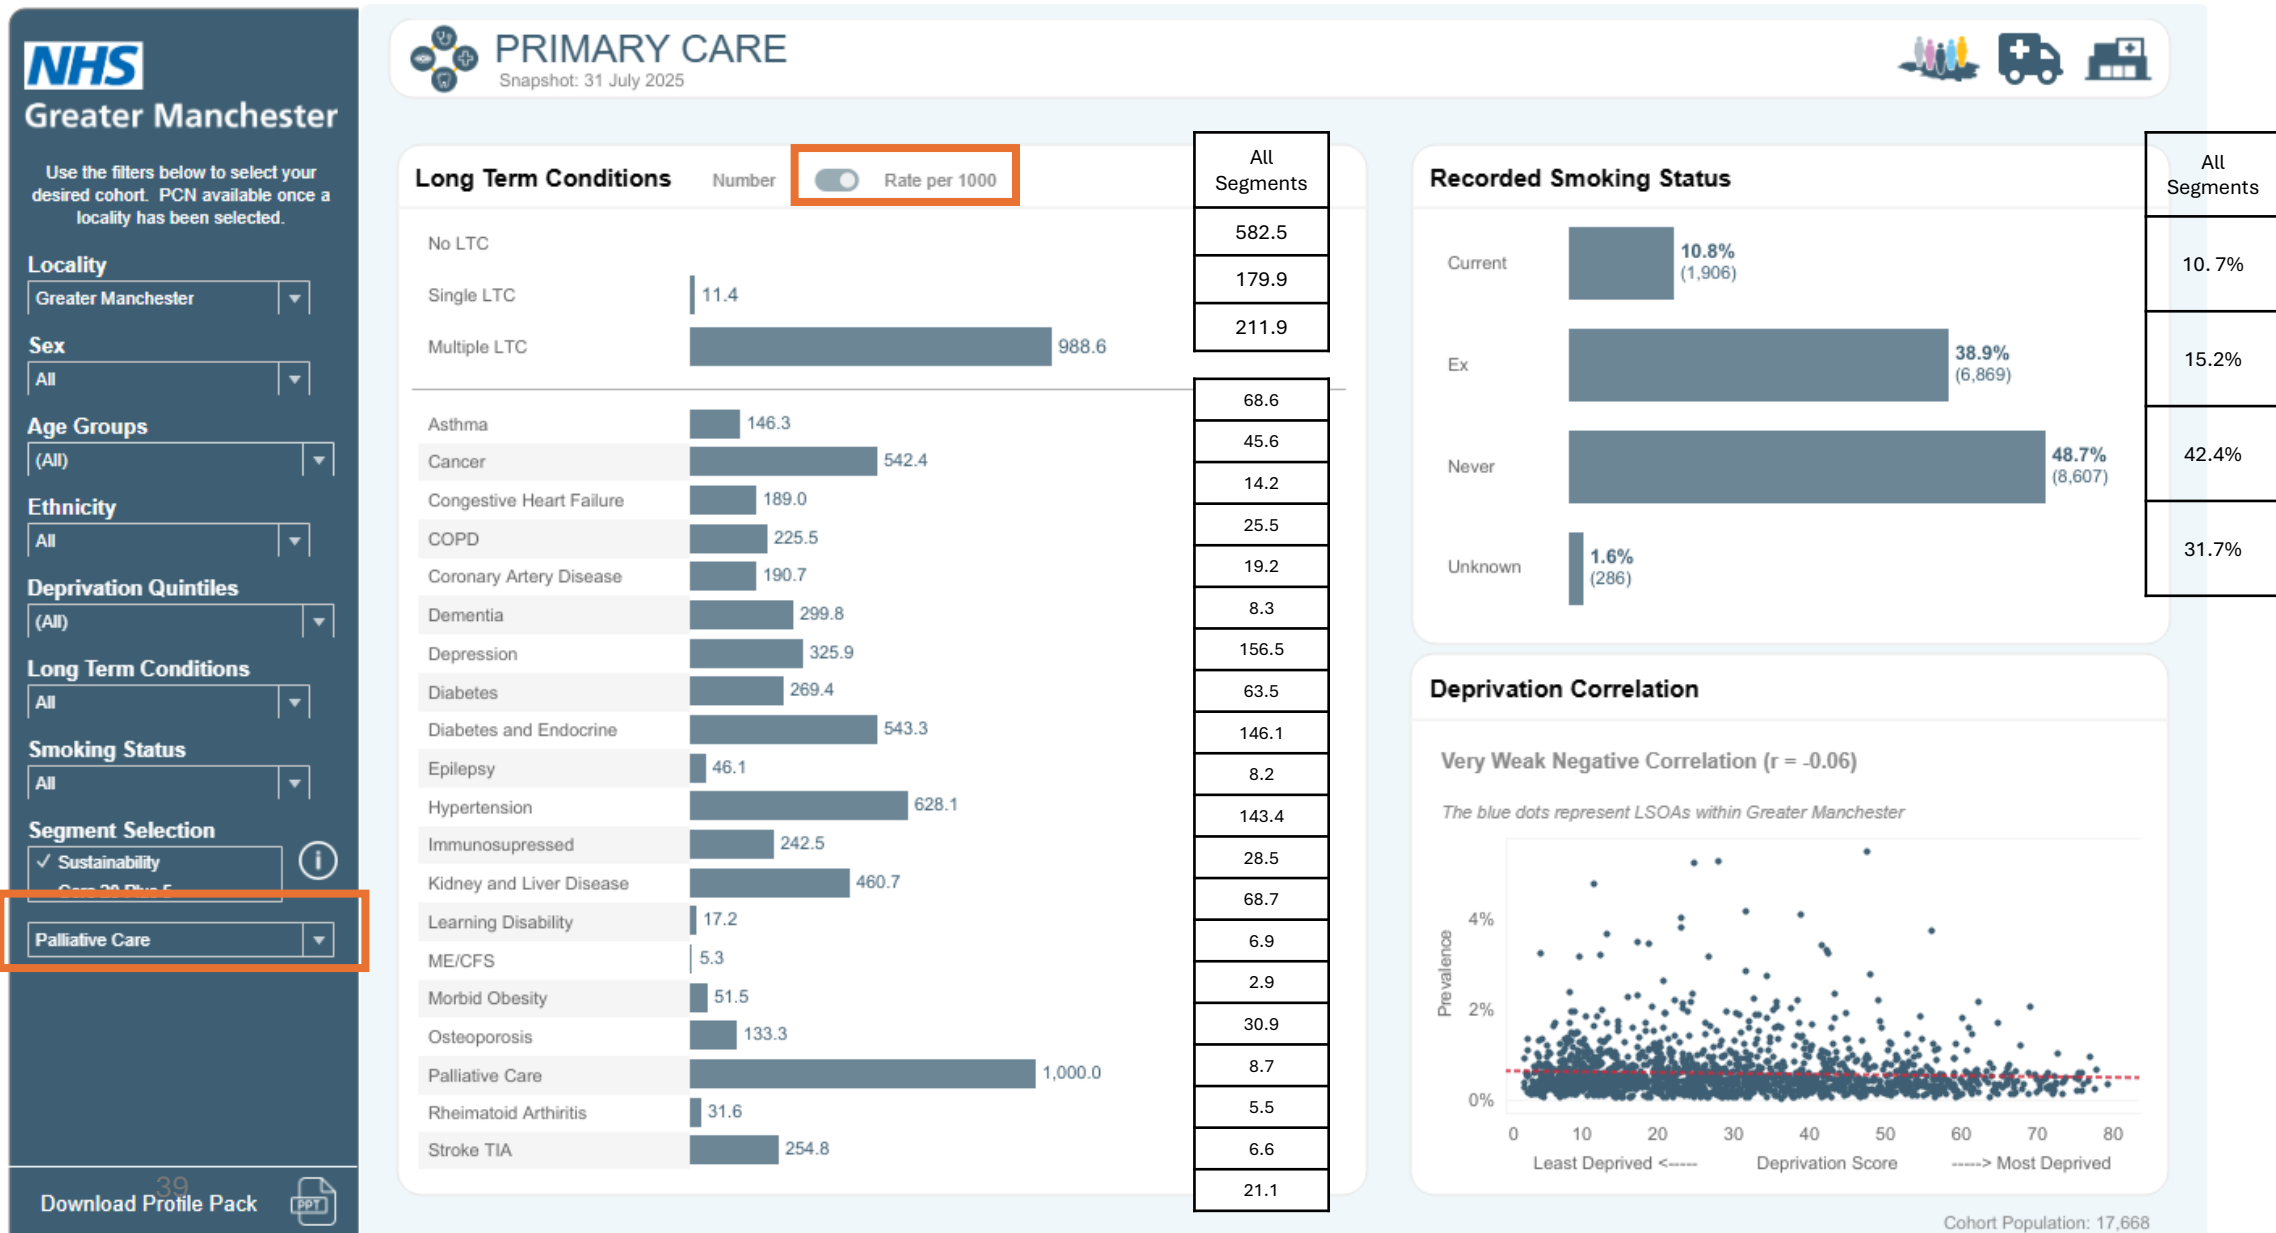 NHS
Greater Manchester
Use the filters below to select your
desired cohort. PCN available once a
locality has been selected.
Locality
Greater Manchester
Sex
All
Age Groups
(All)
Ethnicity
All
Deprivation Quintiles
(All)
Long Term Conditions
All
Smoking Status
All
Segment Selection
✓ Sustainability
Core 20 Plus 5
Palliative Care
39
Download Profile Pack
PPT
PRIMARY CARE
Snapshot: 31 July 2025
Long Term Conditions Number Rate per 1000
All
Segments
No LTC 582.5
Single LTC 11.4 179.9
Multiple LTC 988.6 211.9
Asthma 146.3 68.6
Cancer 542.4 45.6
Congestive Heart Failure 189.0 14.2
COPD 225.5 25.5
Coronary Artery Disease 190.7 19.2
Dementia 299.8 8.3
Depression 325.9 156.5
Diabetes 269.4 63.5
Diabetes and Endocrine 543.3 146.1
Epilepsy 46.1 8.2
Hypertension 628.1 143.4
Immunosupressed 242.5 28.5
Kidney and Liver Disease 460.7 68.7
Learning Disability 17.2 6.9
ME/CFS 5.3 2.9
Morbid Obesity 51.5 30.9
Osteoporosis 133.3 8.7
Palliative Care 1,000.0 5.5
Rheimatoid Arthiritis 31.6 6.6
Stroke TIA 254.8 21.1
Recorded Smoking Status
All
Segments
Current 10.8% (1,906) 10. 7%
Ex 38.9% (6,869) 15.2%
Never 48.7% (8,607) 42.4%
Unknown 1.6% (286) 31.7%
Deprivation Correlation
Very Weak Negative Correlation (r = -0.06)
The blue dots represent LSOAs within Greater Manchester
Prevalence
4%
2%
0%
0 10 20 30 40 50 60 70 80
Least Deprived <----- Deprivation Score -----> Most Deprived
Cohort Population: 17,668